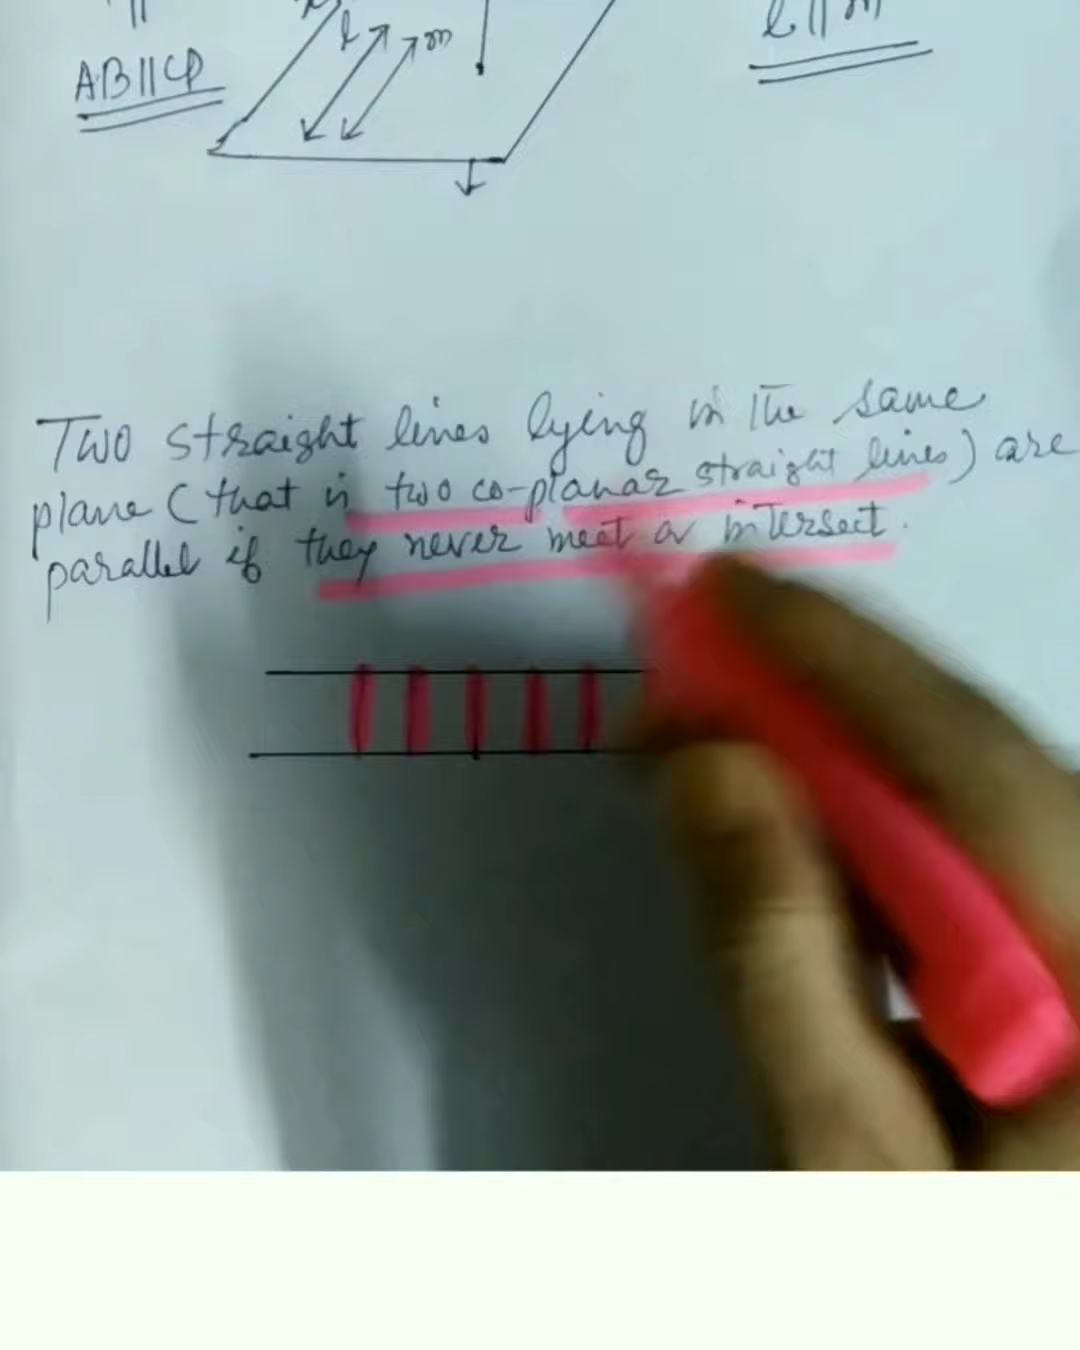 l m
l || m
AB || CD
Two straight lines lying in the same
plane (that is two co-planar straight lines) are
parallel if they never meet or intersect.